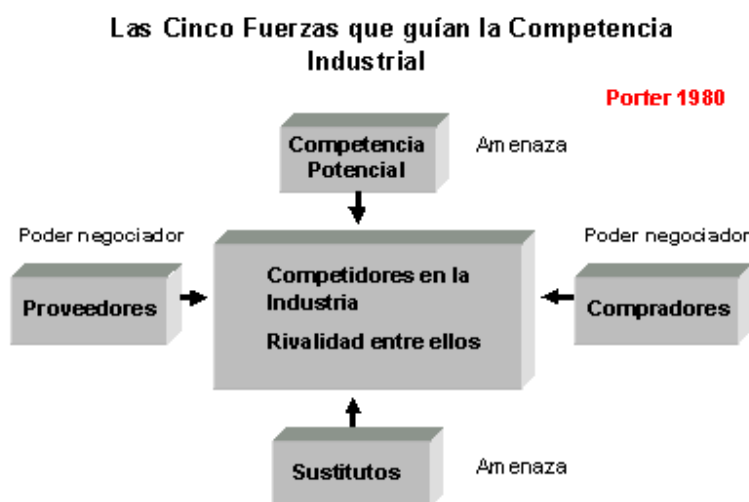 Las Cinco Fuerzas que guían la Competencia
Industrial
Porter 1980
Competencia
Potencial
Amenaza
Poder negociador
Poder negociador
Proveedores
Competidores en la
Industria
Rivalidad entre ellos
Compradores
Sustitutos
Amenaza